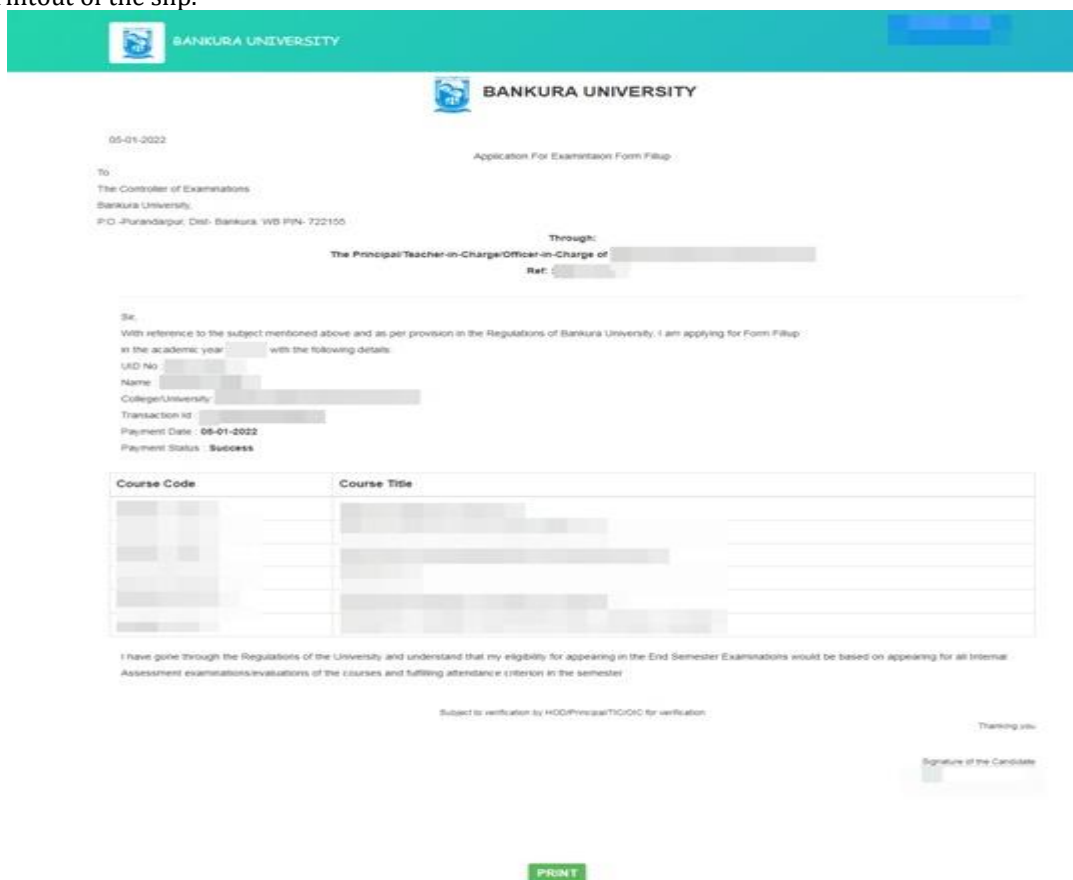 intout of the slip.
BANKURA UNIVERSITY
BANKURA UNIVERSITY
05-01-2022
Application For Examintaion Form Fillup
To
The Controller of Examinations
Bankura University,
P.O.-Purandarpur, Dist- Bankura, WB PIN- 722155
Through:
The Principal/Teacher-in-Charge/Officer-in-Charge of
Ref: :
Sir,
With reference to the subject mentioned above and as per provision in the Regulations of Bankura University, I am applying for Form Fillup
in the academic year with the following details:
UID No :
Name :
College/University:
Transaction Id :
Payment Date : 05-01-2022
Payment Status : Success
Course Code Course Title
I have gone through the Regulations of the University and understand that my eligibility for appearing in the End Semester Examinations would be based on appearing for all Internal
Assessment examinations/evaluations of the courses and fulfilling attendance criterion in the semester
Subject to verification by HOD/Principal/TIC/OIC for verification
Thanking you
Signature of the Candidate
PRINT